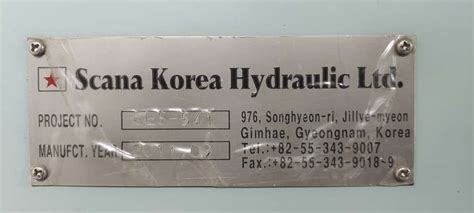 Scana Korea Hydraulic Ltd.
PROJECT NO.
976, Songhyeon-ri, Jillye-myeon
Gimhae, Gyeongnam, Korea
MANUFCT. YEAR
Tel.:+82-55-343-9007
Fax.:+82-55-343-9018~9